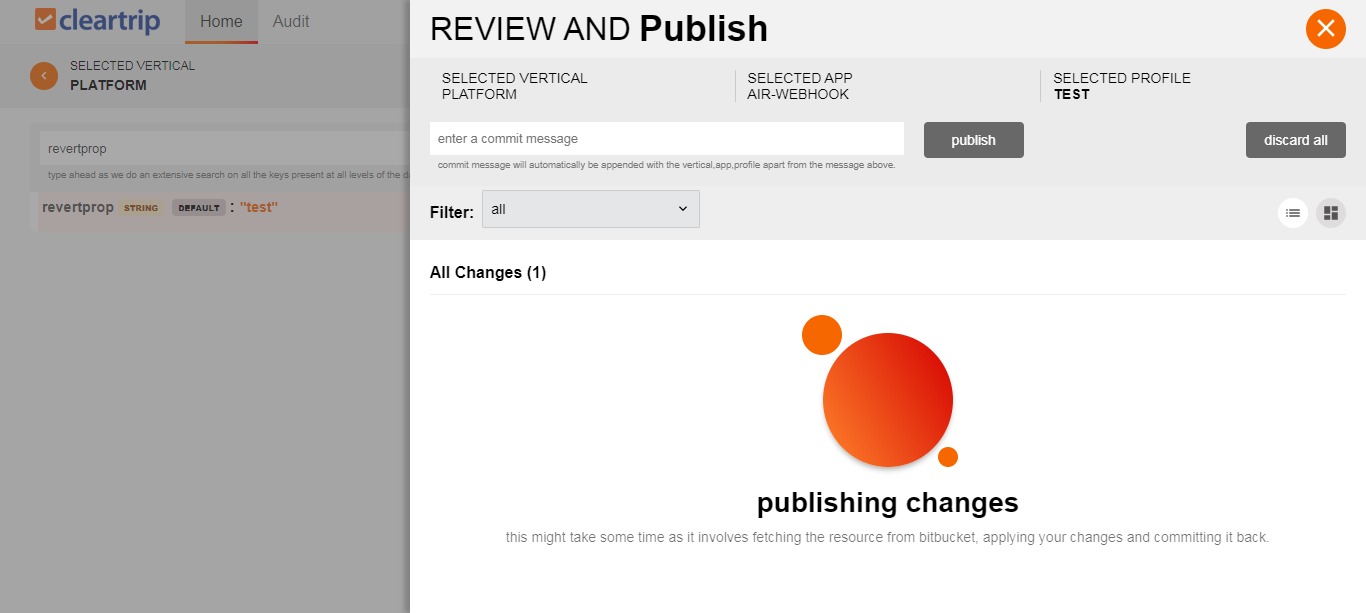 cleartrip
Home
Audit
SELECTED VERTICAL
PLATFORM
revertprop
type ahead as we do an extensive search on all the keys present at all levels of the
revertprop STRING DEFAULT : "test"
REVIEW AND Publish
SELECTED VERTICAL
PLATFORM
SELECTED APP
AIR-WEBHOOK
SELECTED PROFILE
TEST
enter a commit message
publish
discard all
commit message will automatically be appended with the vertical,app,profile apart from the message above.
Filter:
all
All Changes (1)
publishing changes
this might take some time as it involves fetching the resource from bitbucket, applying your changes and committing it back.